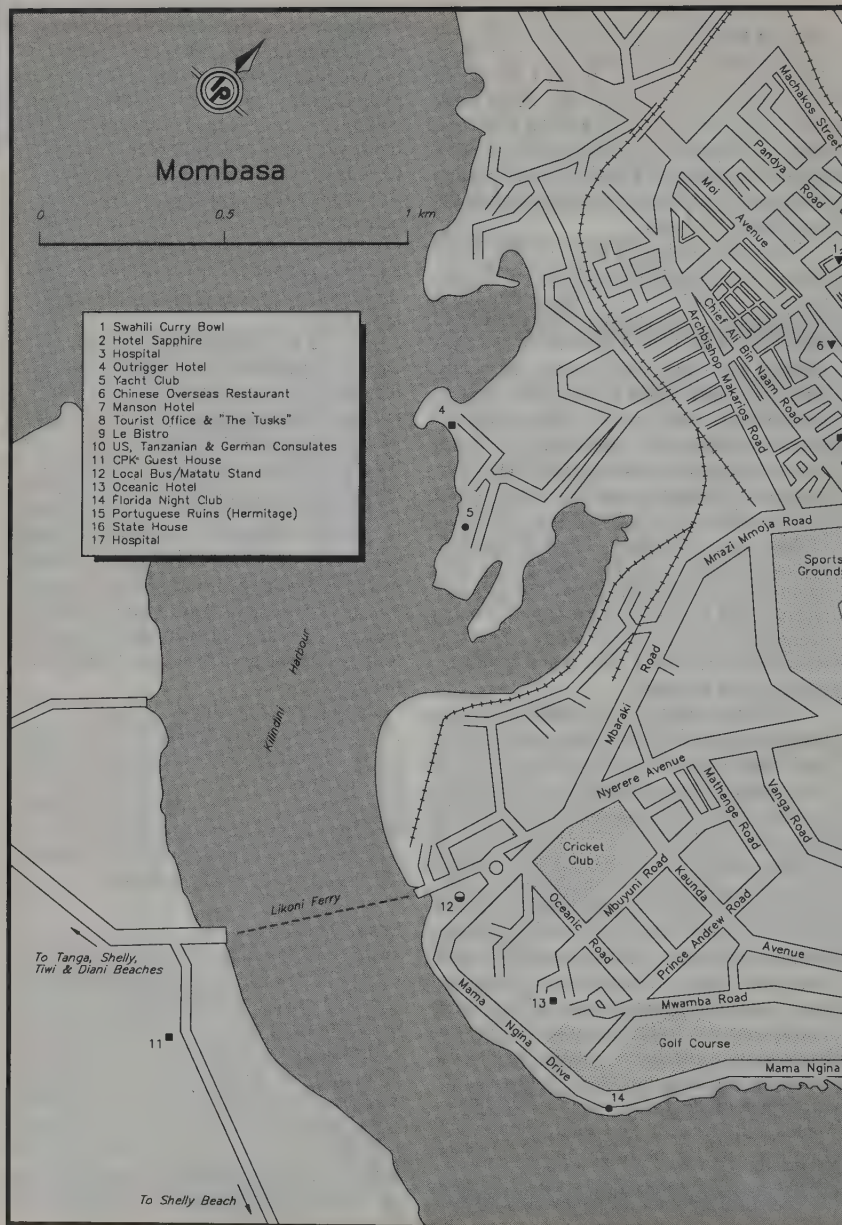 Mombasa
0 0.5 1 km
1 Swahili Curry Bowl
2 Hotel Sapphire
3 Hospital
4 Outrigger Hotel
5 Yacht Club
6 Chinese Overseas Restaurant
7 Manson Hotel
8 Tourist Office & "The Tusks"
9 Le Bistro
10 US, Tanzanian & German Consulates
11 CPK Guest House
12 Local Bus/Matatu Stand
13 Oceanic Hotel
14 Florida Night Club
15 Portuguese Ruins (Hermitage)
16 State House
17 Hospital
Machakos Street
Pandya Road
Moi Avenue
Chief Ali Bin Naam Road
Archbishop Makarios Road
6
4
5
Mnazi Mmoja Road
Sports
Kilindini Harbour
Mbaraki Road
Nyerere Avenue
Mathenge Road
Vanga Road
Cricket
Club
Mbuyuni Road
Kaunda
Avenue
Oceanic Road
Prince Andrew Road
Likoni Ferry
12
To Tanga, Shelly,
Tiwi & Diani Beaches
Mama Ngina Drive
13
Mwamba Road
11
Golf Course
Mama Ngina
14
To Shelly Beach